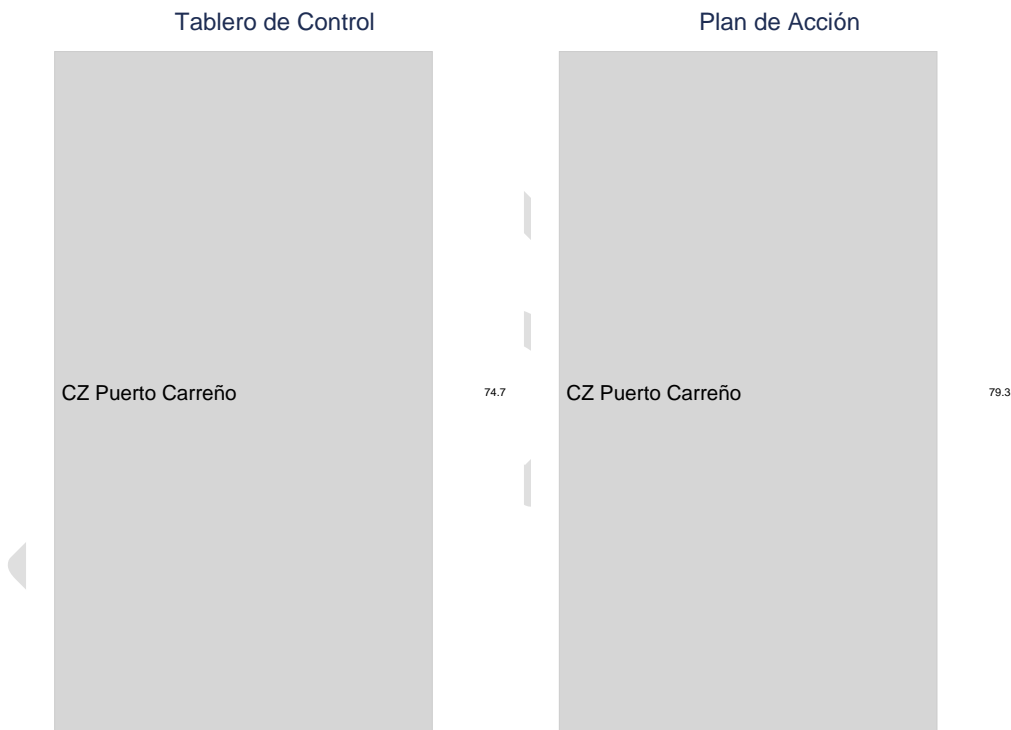 Tablero de Control
CZ Puerto Carreño 74.7
Plan de Acción
CZ Puerto Carreño 79.3